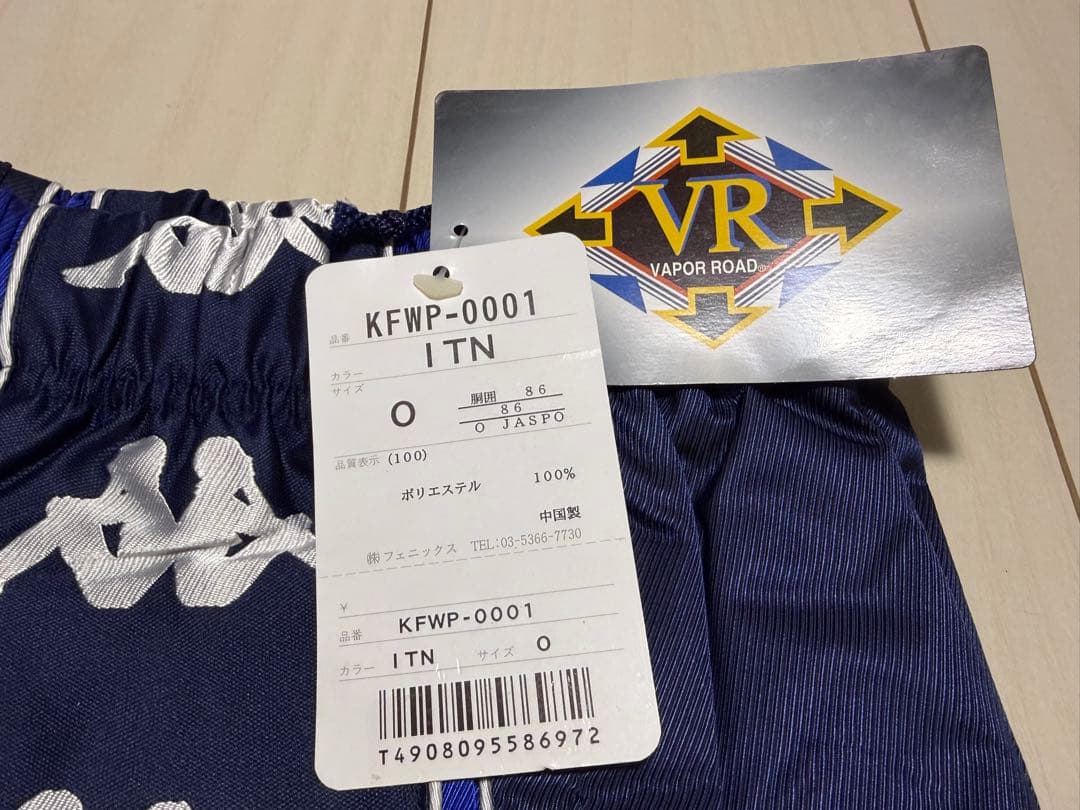 VR
VAPOR ROAD
品番 KFWP-0001
カラー ITN
サイズ O 胴囲 86
86
O JASPO
品質表示 (100)
ポリエステル 100%
中国製
㈱フェニックス TEL:03-5366-7730
¥
品番 KFWP-0001
カラー ITN サイズ O
T4908095586972